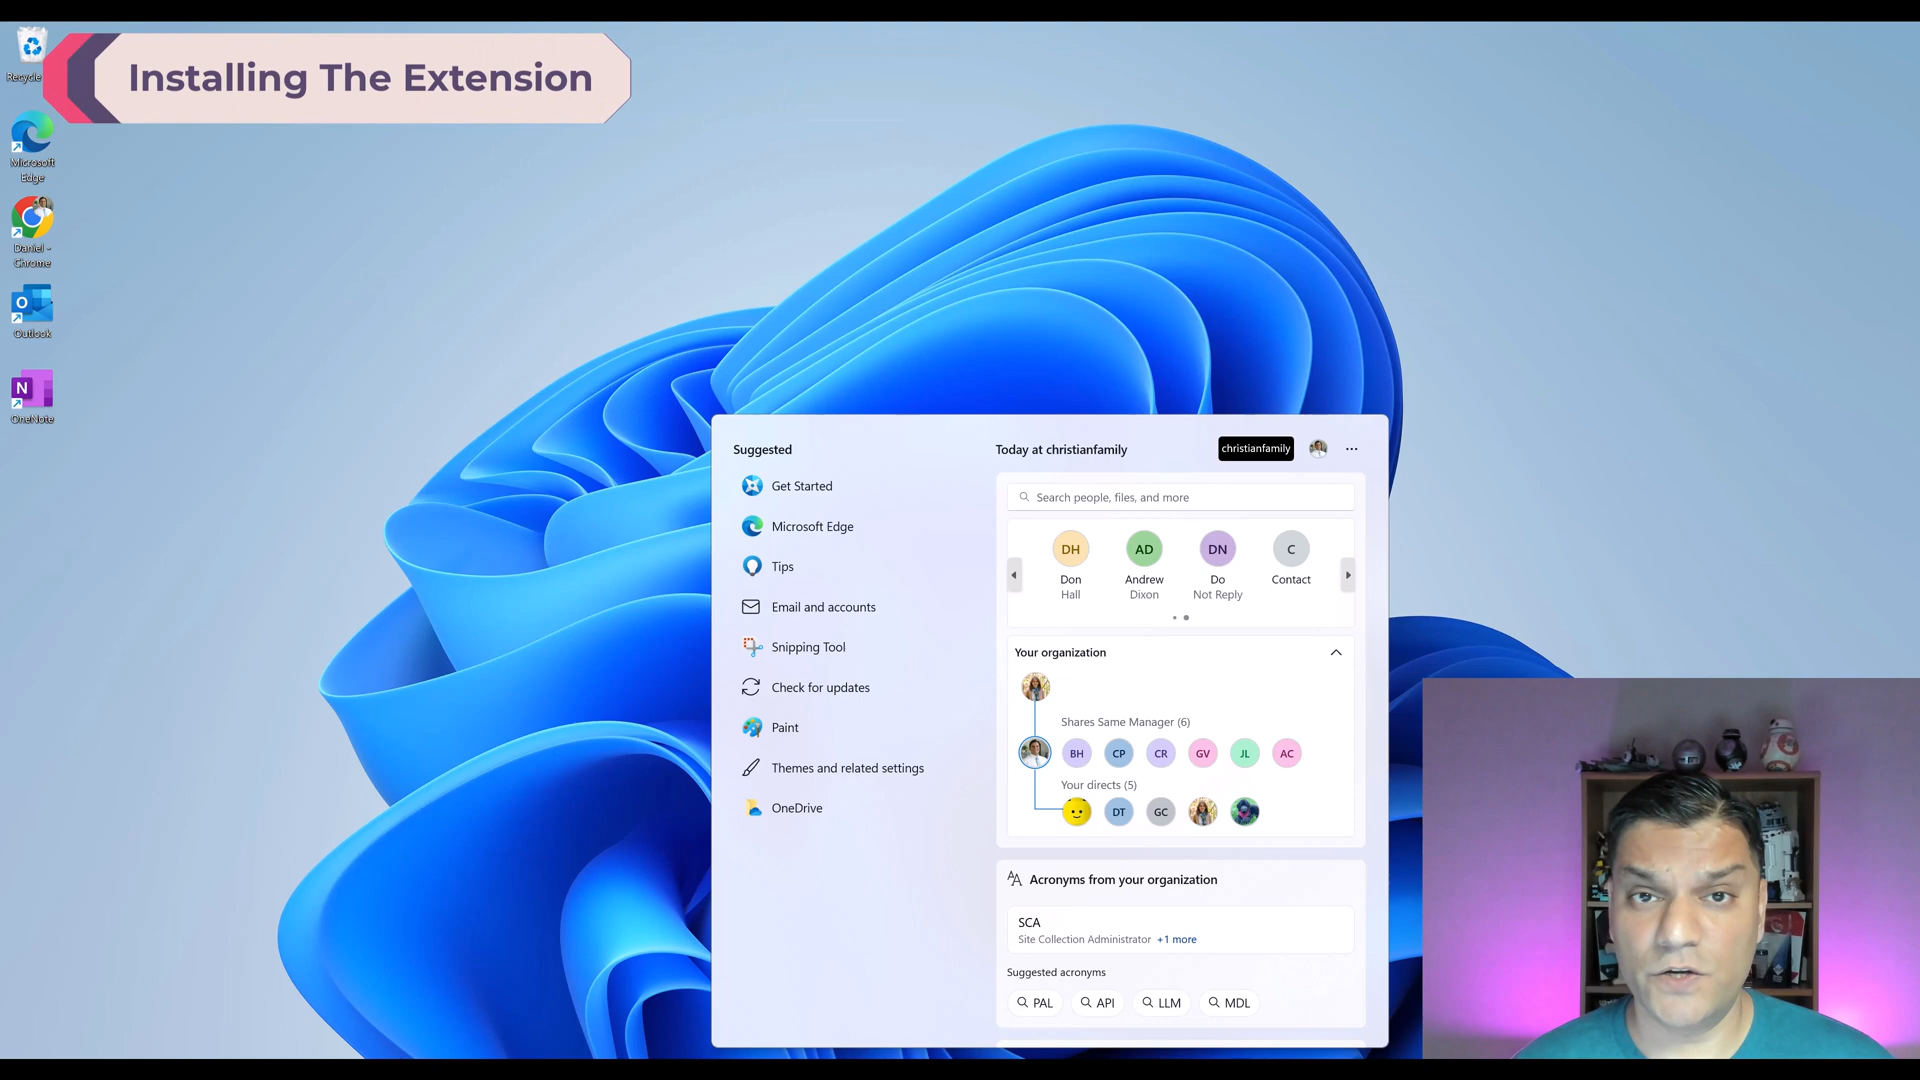 Installing The Extension
Recycle
Microsoft
Edge
Daniel -
Chrome
Outlook
OneNote
Suggested
Get Started
Microsoft Edge
Tips
Email and accounts
Snipping Tool
Check for updates
Paint
Themes and related settings
OneDrive
Today at christianfamily
christianfamily
Search people, files, and more
DH
AD
DN
C
Don
Hall
Andrew
Dixon
Do
Not Reply
Contact
Your organization
Shares Same Manager (6)
BH
CP
CR
GV
JL
AC
Your directs (5)
DT
GC
Acronyms from your organization
SCA
Site Collection Administrator +1 more
Suggested acronyms
PAL
API
LLM
MDL